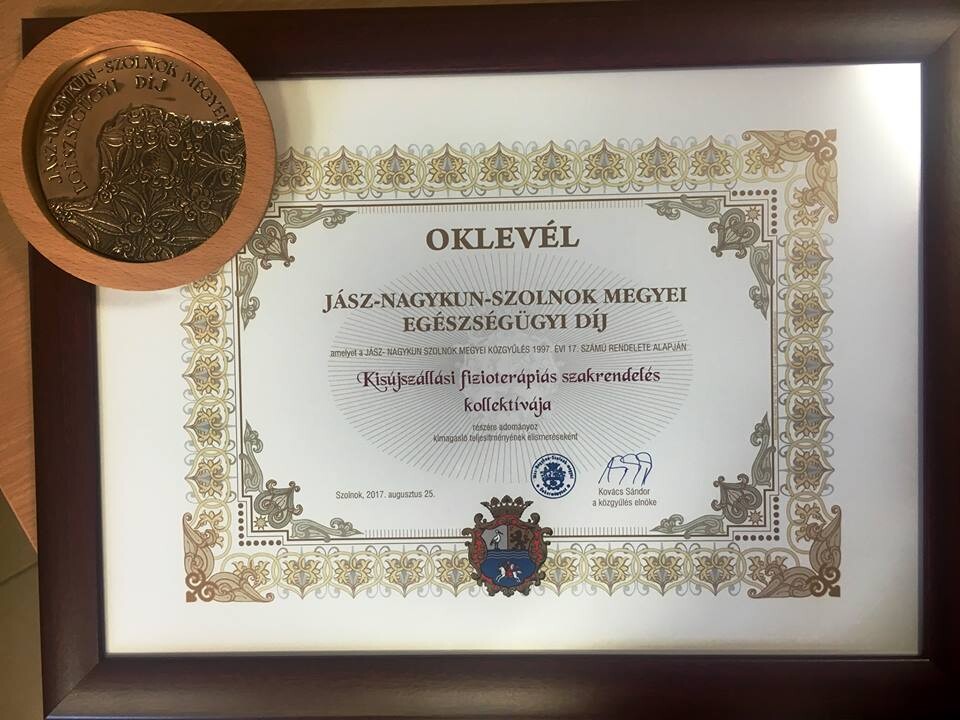 JÁSZ-NAGYKUN-SZOLNOK MEGYEI
EGÉSZSÉGÜGYI DÍJ
OKLEVÉL
JÁSZ-NAGYKUN-SZOLNOK MEGYEI
EGÉSZSÉGÜGYI DÍJ
amelyet a JÁSZ- NAGYKUN SZOLNOK MEGYEI KÖZGYŰLÉS 1997. ÉVI 17. SZÁMÚ RENDELETE ALAPJÁN
Kisújszállási fizioterápiás szakrendelés
kollektívája
részére adományoz
kimagasló teljesítményének elismeréseként
Szolnok, 2017. augusztus 25.
Kovács Sándor
a közgyűlés elnöke